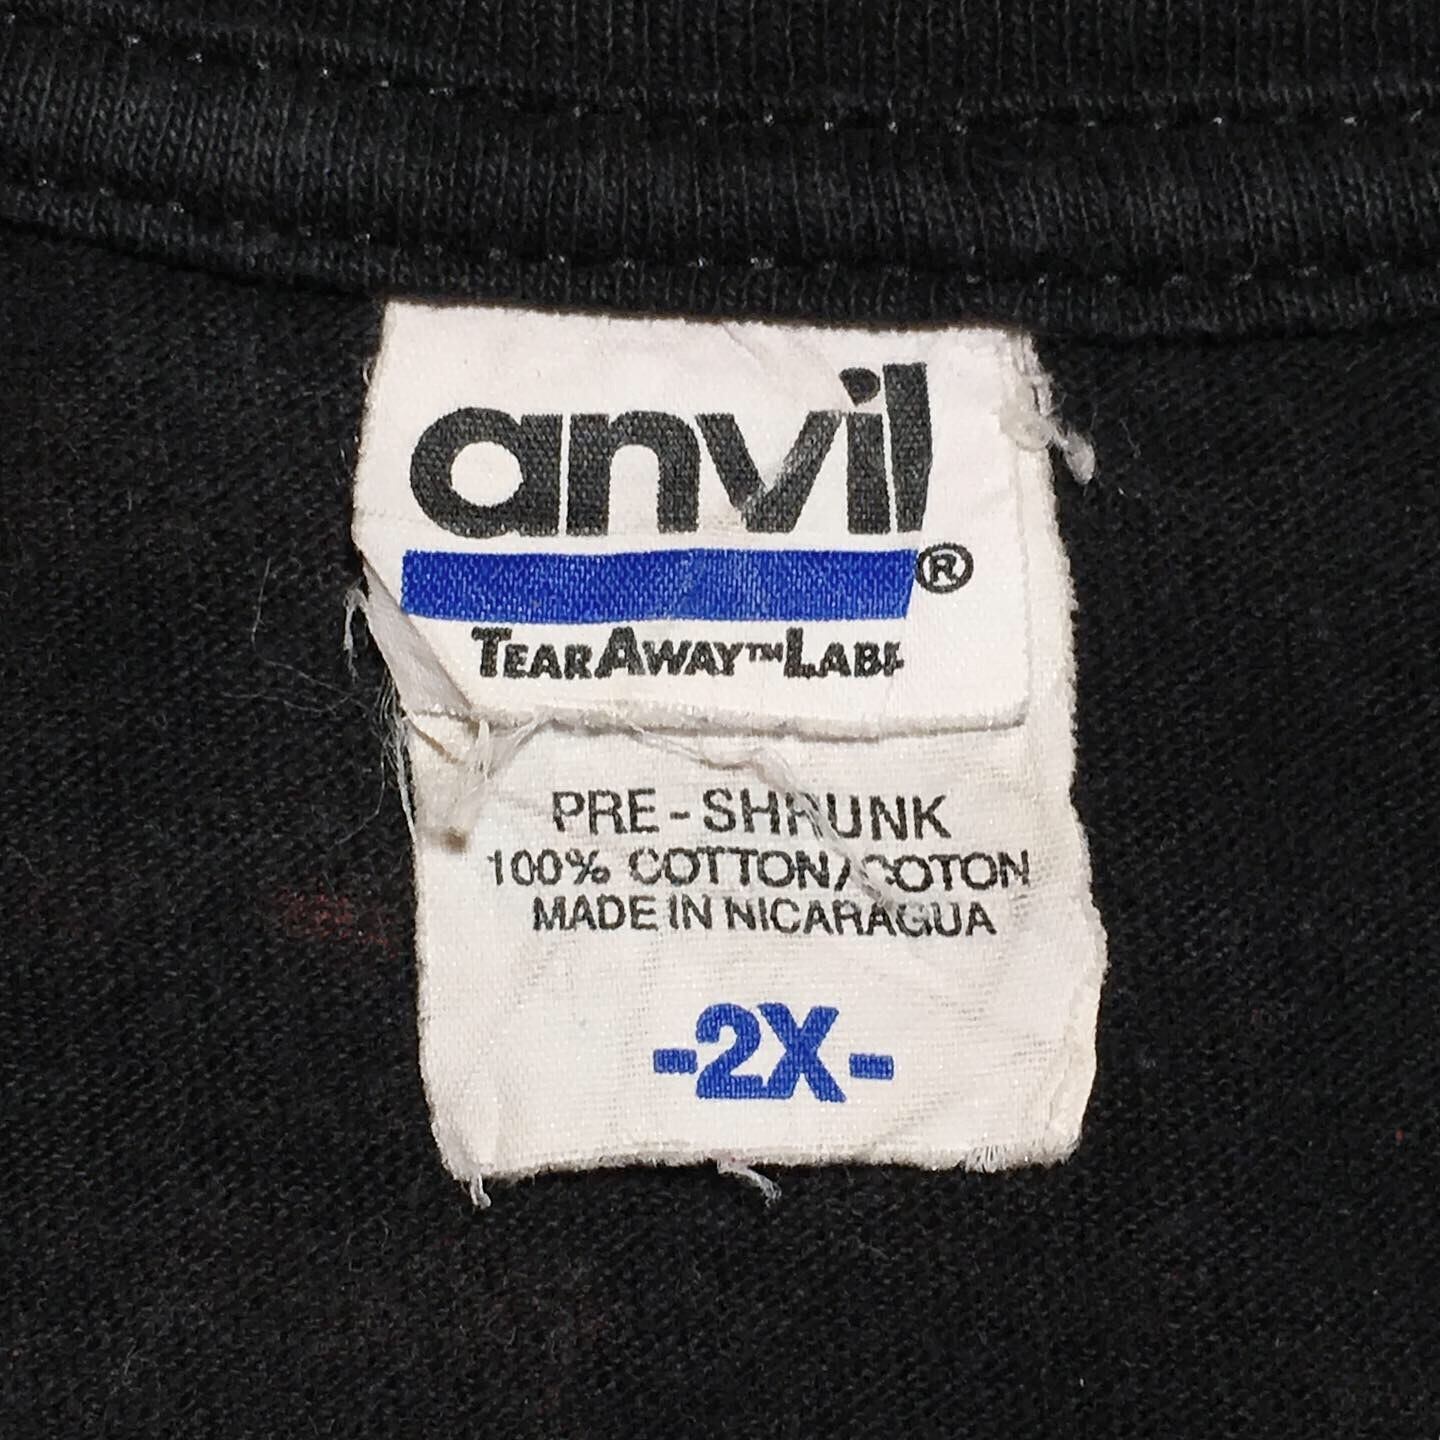 anvil
®
TEARAWAY™LABE
PRE-SHRUNK
100% COTTON/COTON
MADE IN NICARAGUA
-2X-